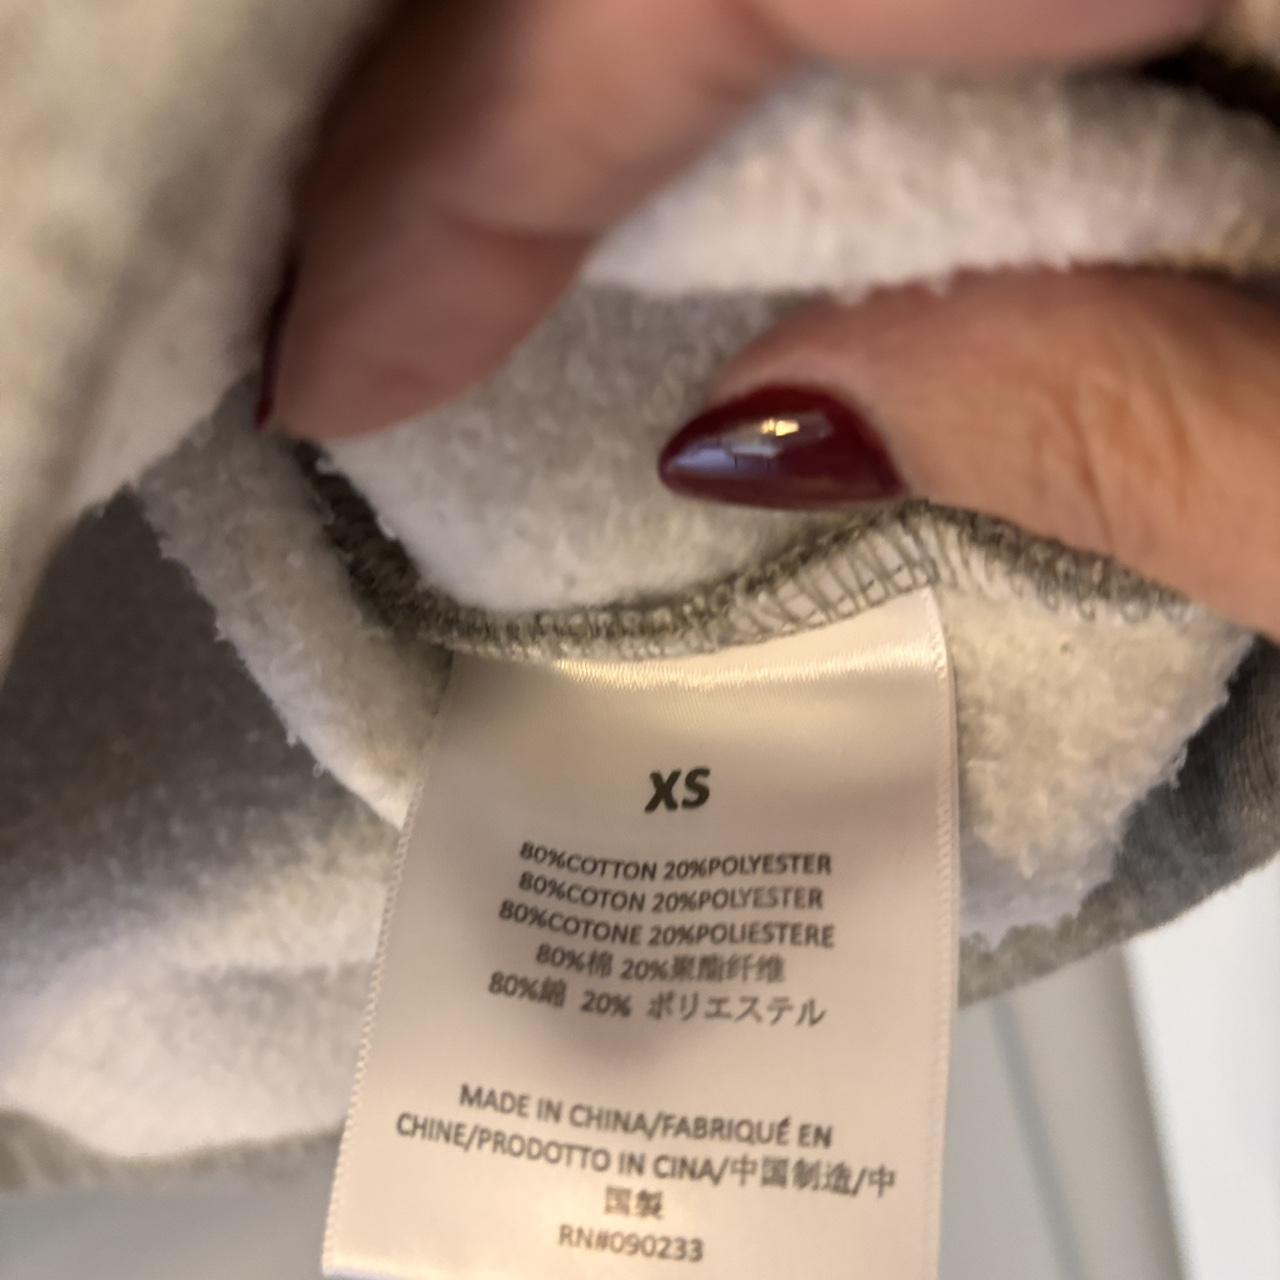 XS
80%COTTON 20%POLYESTER
80%COTON 20%POLYESTER
80%COTONE 20%POLIESTERE
80%棉 20%聚酯纤维
80%綿 20% ポリエステル
MADE IN CHINA/FABRIQUÉ EN
CHINE/PRODOTTO IN CINA/中国制造/中
国製
RN#090233